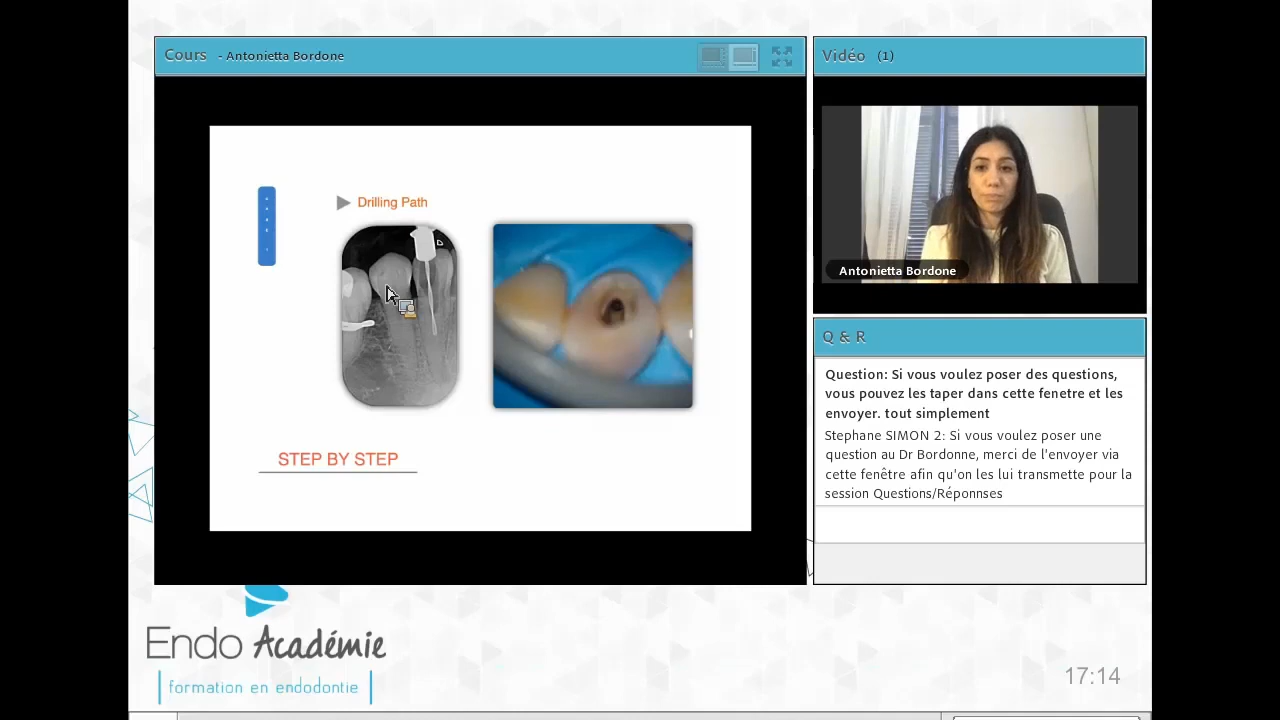 Cours - Antonietta Bordone
Vidéo (1)
Drilling Path
D
STEP BY STEP
Antonietta Bordone
Q & R
Question: Si vous voulez poser des questions,
vous pouvez les taper dans cette fenetre et les
envoyer. tout simplement
Stephane SIMON 2: Si vous voulez poser une
question au Dr Bordonne, merci de l'envoyer via
cette fenêtre afin qu'on les lui transmette pour la
session Questions/Réponnses
Endo Académie
formation en endodontie
17:14